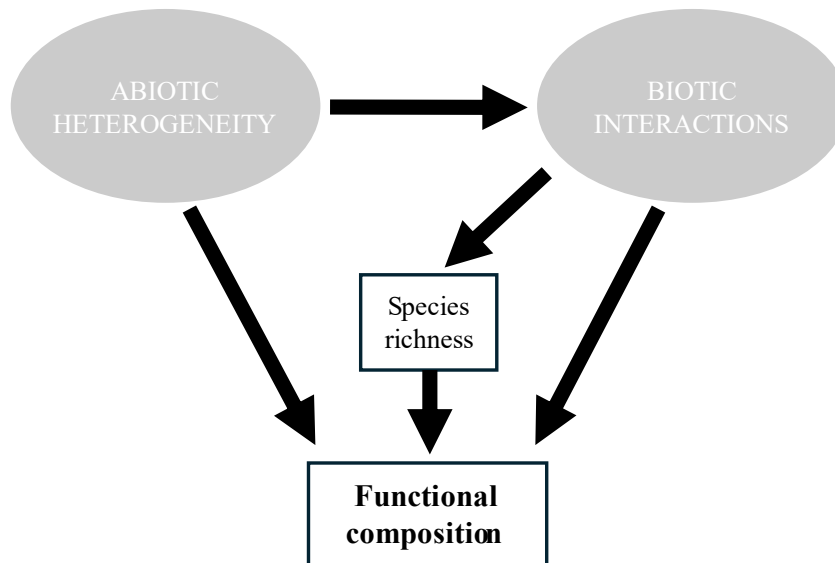 ABIOTIC
HETEROGENEITY
BIOTIC
INTERACTIONS
Species
richness
Functional
composition